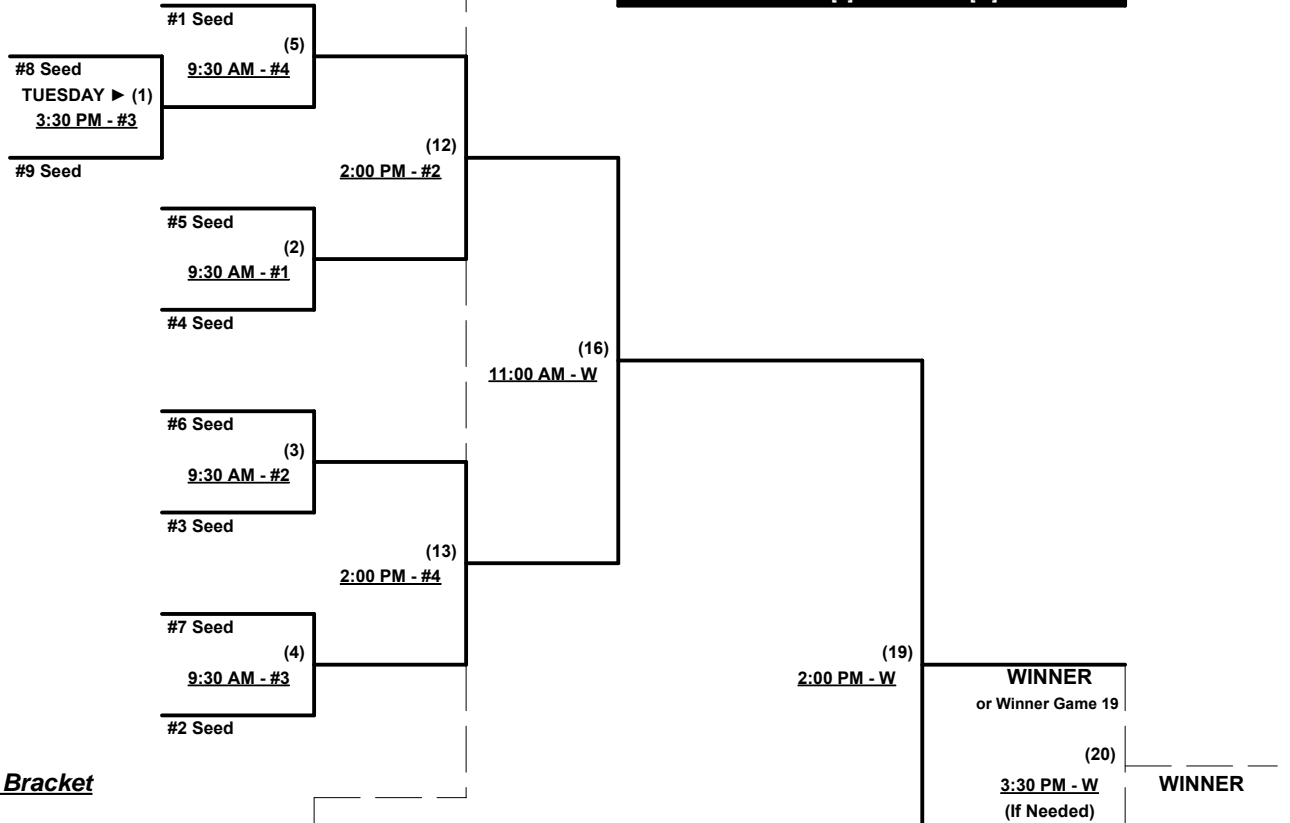 #1 Seed
(5)
9:30 AM - #4
#8 Seed
TUESDAY ► (1)
3:30 PM - #3
#9 Seed
(12)
2:00 PM - #2
#5 Seed
(2)
9:30 AM - #1
#4 Seed
(16)
11:00 AM - W
#6 Seed
(3)
9:30 AM - #2
#3 Seed
(13)
2:00 PM - #4
#7 Seed
(4)
9:30 AM - #3
#2 Seed
(19)
2:00 PM - W
WINNER
or Winner Game 19
(20)
3:30 PM - W
(If Needed)
WINNER
Bracket